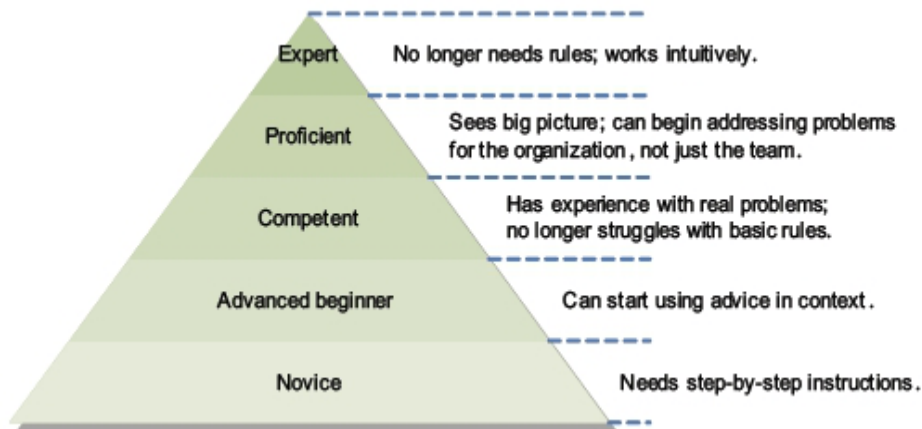 Expert
No longer needs rules; works intuitively.
Proficient
Sees big picture; can begin addressing problems
for the organization, not just the team.
Competent
Has experience with real problems;
no longer struggles with basic rules.
Advanced beginner
Can start using advice in context.
Novice
Needs step-by-step instructions.